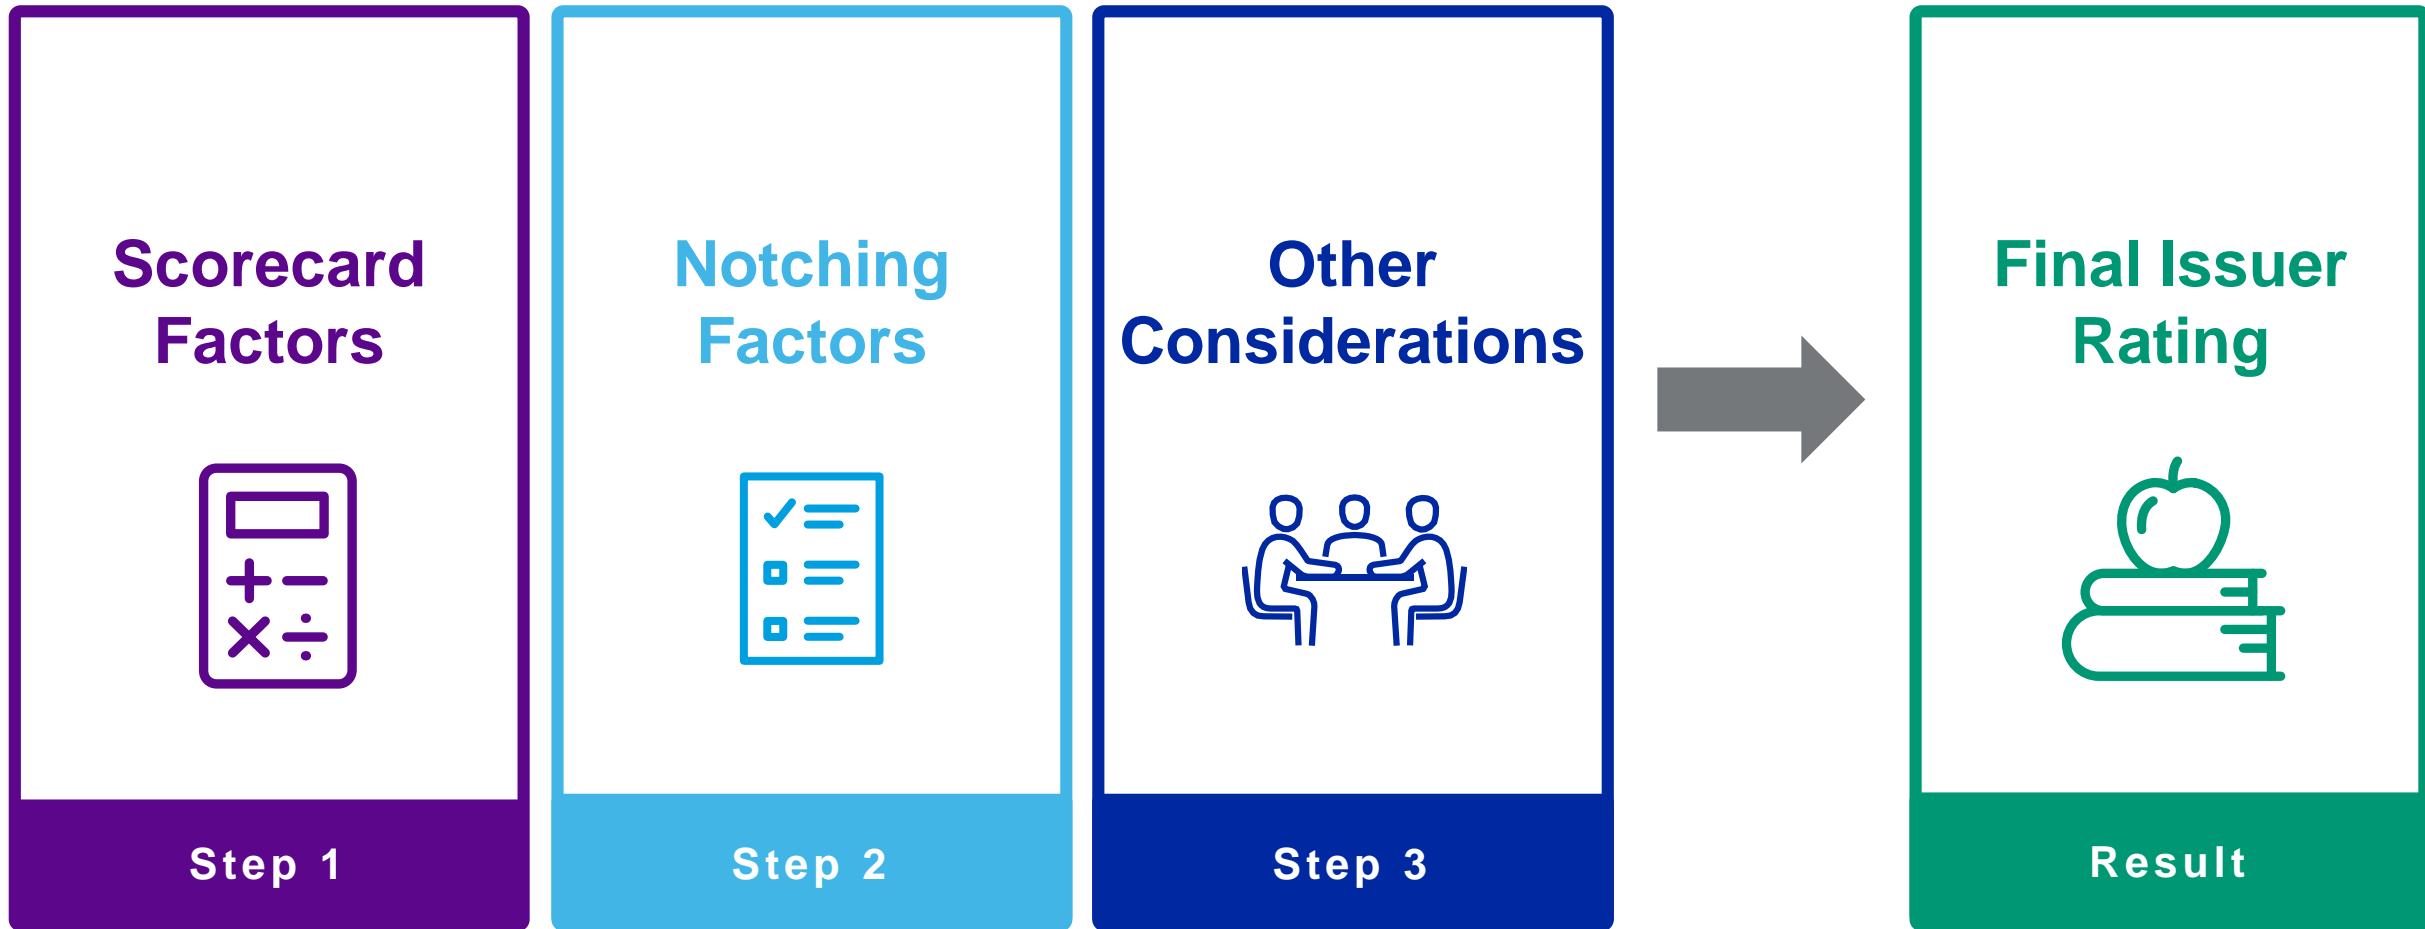 Scorecard
Factors
Step 1
Notching
Factors
Step 2
Other
Considerations
Step 3
Final Issuer
Rating
Result